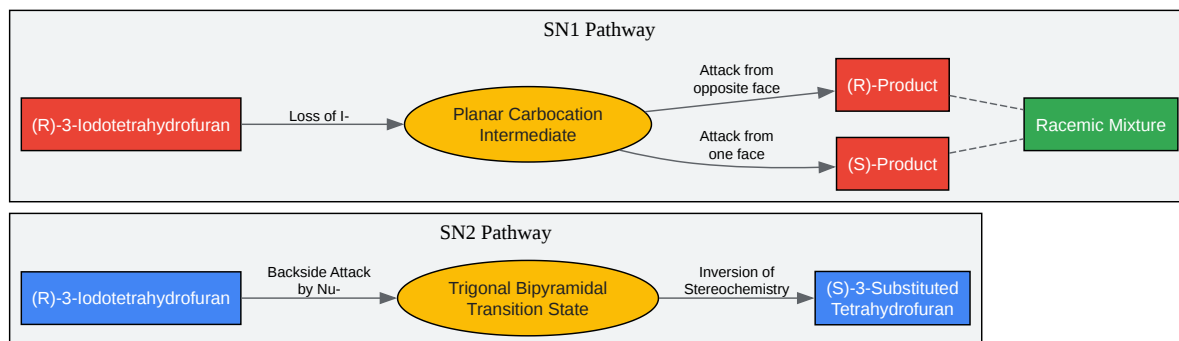 SN1 Pathway
(R)-3-Iodotetrahydrofuran
Loss of I-
Planar Carbocation
Intermediate
Attack from
opposite face
(R)-Product
Attack from
one face
(S)-Product
Racemic Mixture
SN2 Pathway
(R)-3-Iodotetrahydrofuran
Backside Attack
by Nu-
Trigonal Bipyramidal
Transition State
Inversion of
Stereochemistry
(S)-3-Substituted
Tetrahydrofuran